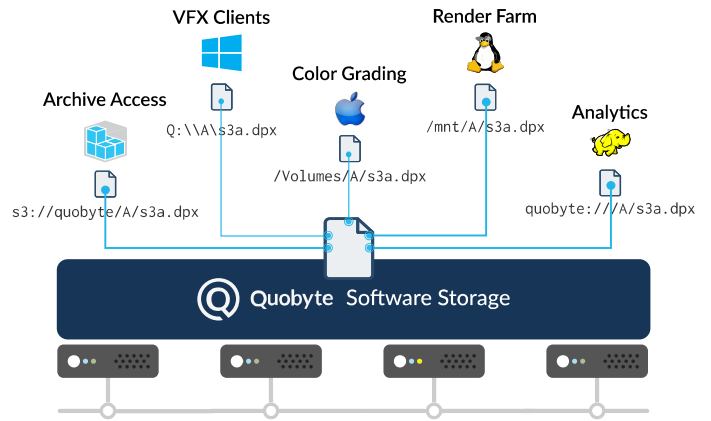 VFX Clients
Render Farm
Color Grading
Archive Access
Analytics
Q:\\A\s3a.dpx
/mnt/A/s3a.dpx
/Volumes/A/s3a.dpx
s3://quobyte/A/s3a.dpx
quobyte:///A/s3a.dpx
Quobyte Software Storage